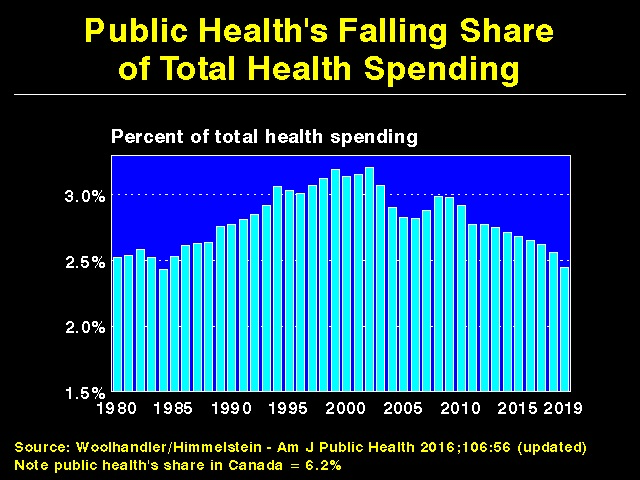 Public Health's Falling Share
of Total Health Spending
Percent of total health spending
3.0%
2.5%
2.0%
1.5%
1980 1985 1990 1995 2000 2005 2010 2015 2019
Source: Woolhandler/Himmelstein - Am J Public Health 2016;106:56 (updated)
Note public health's share in Canada = 6.2%